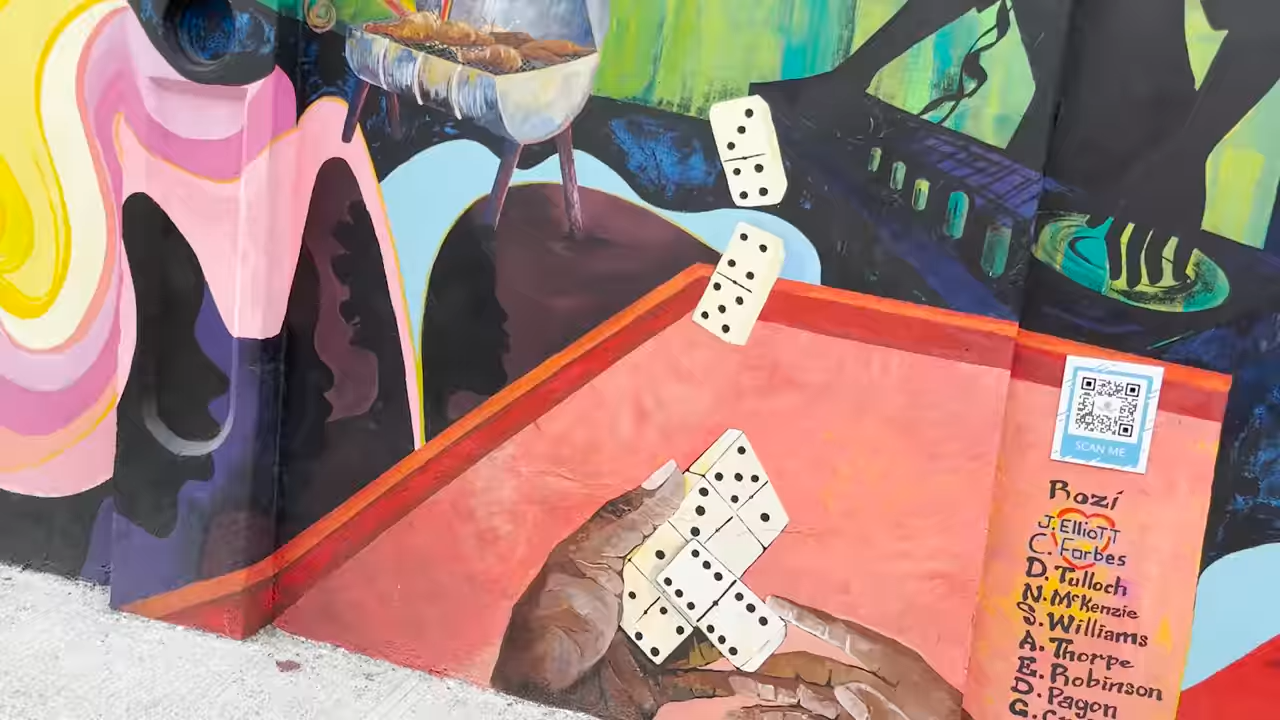 SCAN ME
Rozí
J. EllioTT
C. Forbes
D. Tulloch
N. McKenzie
S. Williams
A. Thorpe
E. Robinson
D. Pagon
G.